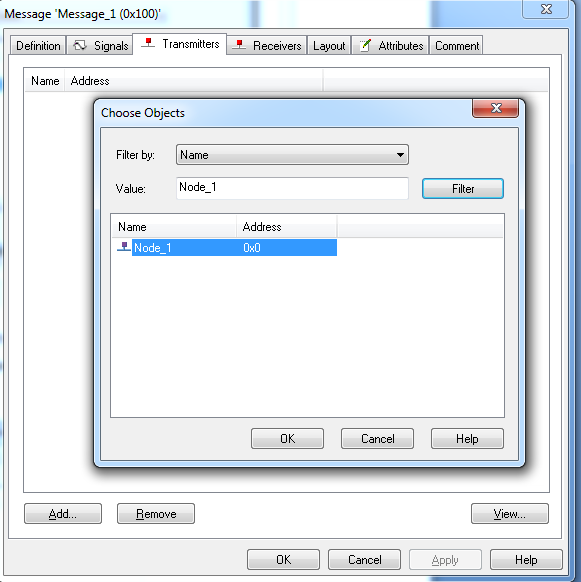 Message 'Message_1 (0x100)'
Definition Signals Transmitters Receivers Layout Attributes Comment
Name Address
Choose Objects
Filter by: Name
Value: Node_1 Filter
Name Address
Node_1 0x0
OK Cancel Help
Add... Remove View...
OK Cancel Apply Help